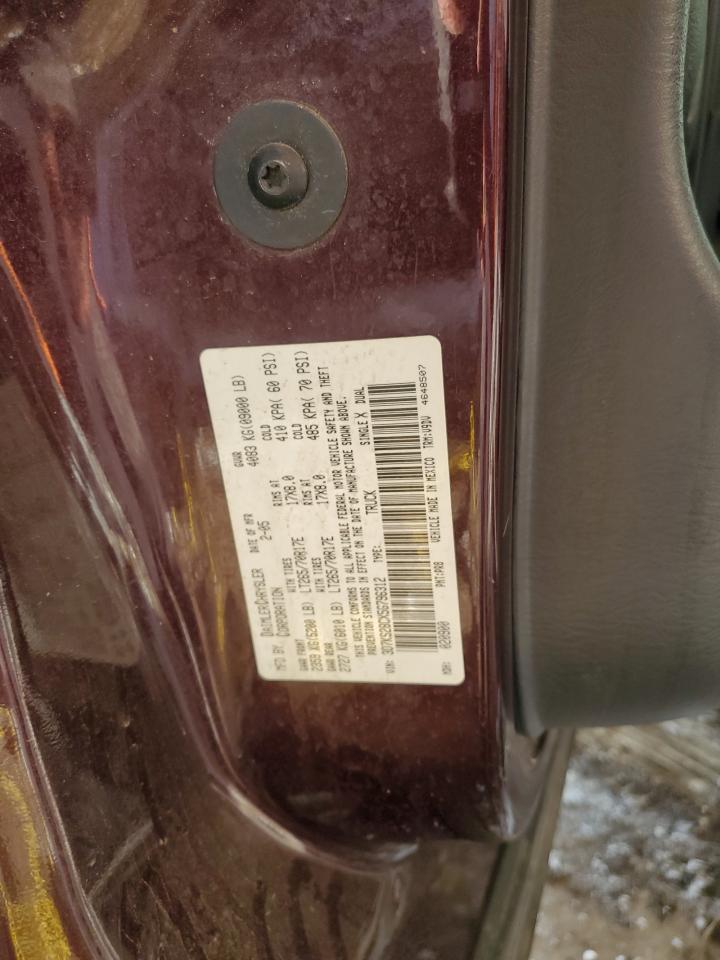 MFD BY DAIMLERCHRYSLER CORPORATION DATE OF MFR 2-05 GVWR 4083 KG(09000 LB)
GAWR FRONT WITH TIRES RIMS AT COLD
2359 KG(5200 LB) LT265/70R17E 17X8.0 410 KPA( 60 PSI)
GAWR REAR WITH TIRES RIMS AT COLD
2727 KG(6010 LB) LT265/70R17E 17X8.0 485 KPA( 70 PSI)
THIS VEHICLE CONFORMS TO ALL APPLICABLE FEDERAL MOTOR VEHICLE SAFETY AND THEFT
PREVENTION STANDARDS IN EFFECT ON THE DATE OF MANUFACTURE SHOWN ABOVE.
VIN: TYPE: TRUCK SINGLE X DUAL
MDH: 020900 PNT:PR8 VEHICLE MADE IN MEXICO TRM:V9DV 4648507